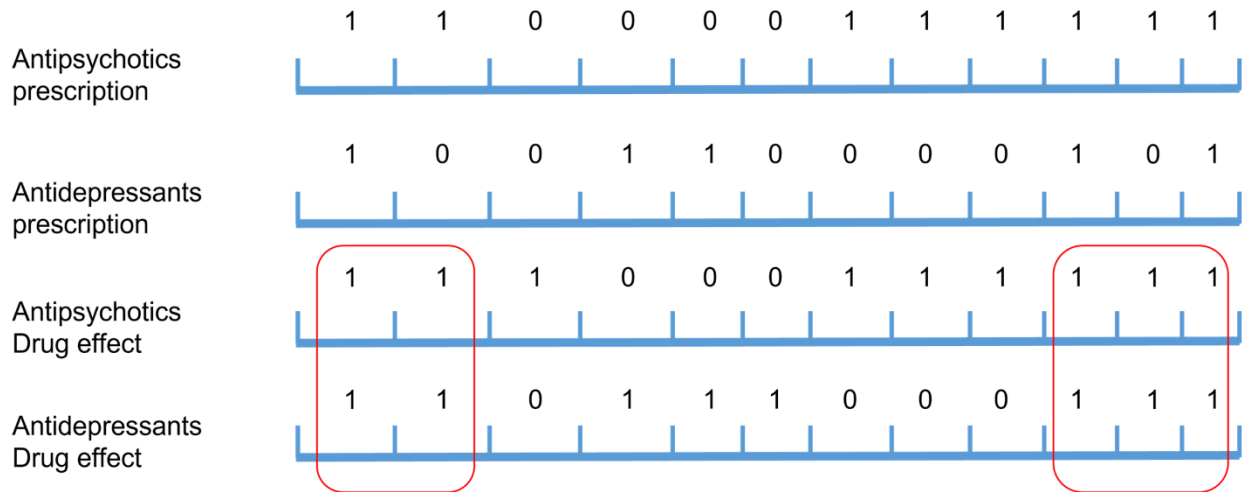 1 1 0 0 0 0 1 1 1 1 1 1
Antipsychotics
prescription
1 0 0 1 1 0 0 0 0 1 0 1
Antidepressants
prescription
1 1 1 0 0 0 1 1 1 1 1 1
Antipsychotics
Drug effect
1 1 0 1 1 1 0 0 0 1 1 1
Antidepressants
Drug effect